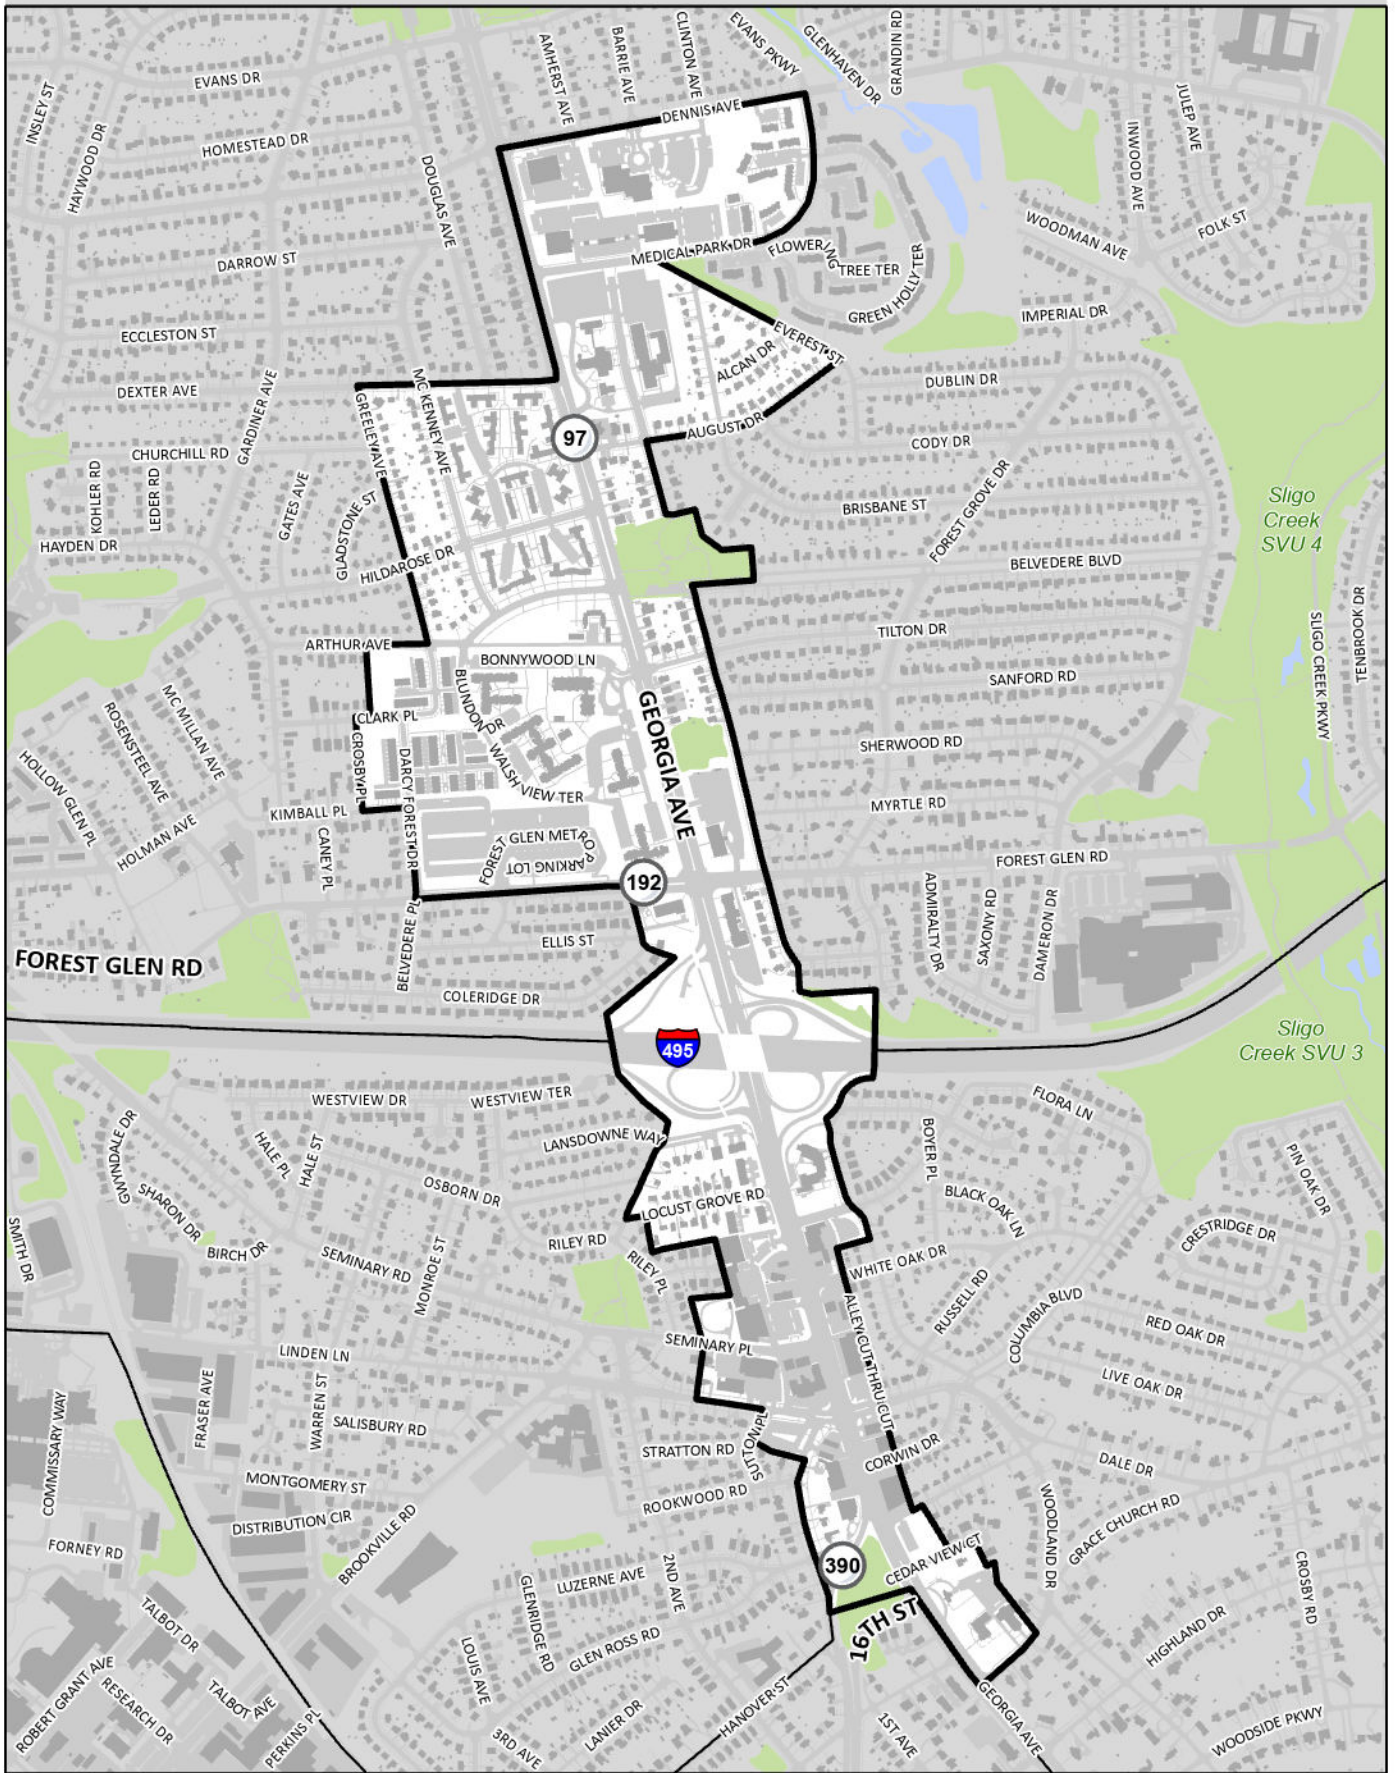 EVANS DR
INSLEY ST
HAYWOOD DR
HOMESTEAD DR
DOUGLAS AVE
AMHERST AVE
BARRIE AVE
CLINTON AVE
EVANS PKWY
GLENHAVEN DR
GRANDIN RD
DENNIS AVE
JULEP AVE
INWOOD AVE
FOLK ST
WOODMAN AVE
DARROW ST
MEDICAL PARK DR
FLOWERING
TREE TER
GREEN HOLLY TER
IMPERIAL DR
ECCLESTON ST
EVEREST ST
ALCAN DR
DEXTER AVE
GARDINER AVE
GREELEY AVE
MC KENNEY AVE
DUBLIN DR
97
AUGUST DR
CODY DR
CHURCHILL RD
KOHLER RD
LEDER RD
GATES AVE
GLADSTONE ST
BRISBANE ST
FOREST GROVE DR
Sligo
Creek
SVU 4
HAYDEN DR
HILDAROSE DR
BELVEDERE BLVD
TENBROOK DR
SLIGO CREEK PKWY
ARTHUR AVE
TILTON DR
BONNYWOOD LN
SANFORD RD
BLUNDON DR
MC MILLAN AVE
ROSENSTEEL AVE
CLARK PL
GEORGIA AVE
CROSBY PL
DARCY FOREST DR
WALSH VIEW TER
SHERWOOD RD
HOLLOW GLEN PL
HOLMAN AVE
KIMBALL PL
CANEY PL
MYRTLE RD
FOREST GLEN METRO PARKING LOT
FOREST GLEN RD
192
ADMIRALTY DR
SAXONY RD
DAMERON DR
BELVEDERE PL
ELLIS ST
FOREST GLEN RD
COLERIDGE DR
495
Sligo
Creek SVU 3
WESTVIEW DR
WESTVIEW TER
FLORA LN
GWYNDALE DR
HALE PL
HALE ST
LANSDOWNE WAY
BOYER PL
PIN OAK DR
SHARON DR
OSBORN DR
LOCUST GROVE RD
BLACK OAK LN
CRESTRIDGE DR
SMITH DR
BIRCH DR
SEMINARY RD
MONROE ST
RILEY RD
RILEY PL
WHITE OAK DR
RUSSELL RD
COLUMBIA BLVD
RED OAK DR
ALLEY CUT THRU CUT
SEMINARY PL
LINDEN LN
LIVE OAK DR
COMMISSARY WAY
FRASER AVE
WARREN ST
SALISBURY RD
SUTTON PL
STRATTON RD
CORWIN DR
DALE DR
MONTGOMERY ST
ROOKWOOD RD
WOODLAND DR
GRACE CHURCH RD
DISTRIBUTION CIR
BROOKVILLE RD
FORNEY RD
CEDAR VIEW CT
390
CROSBY RD
LUZERNE AVE
2ND AVE
GLENRIDGE RD
TALBOT DR
16TH ST
HIGHLAND DR
GLEN ROSS RD
LOUIS AVE
ROBERT GRANT AVE
RESEARCH DR
TALBOT AVE
PERKINS PL
HANOVER ST
GEORGIA AVE
LANIER DR
3RD AVE
1ST AVE
WOODSIDE PKWY